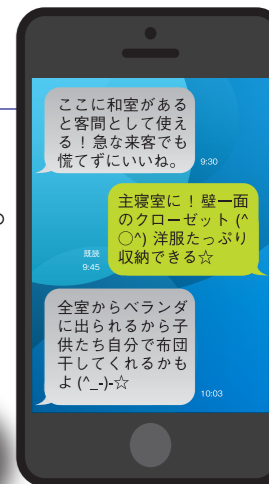 ここに和室がある
と客間として使え
る！急な来客でも
慌てずにいいね。
9:30
主寝室に！壁一面
のクローゼット (^
○^) 洋服たっぷり
収納できる☆
既読
9:45
全室からベランダ
に出られるから子
供たち自分で布団
干してくれるかも
よ (^_-)-☆
10:03